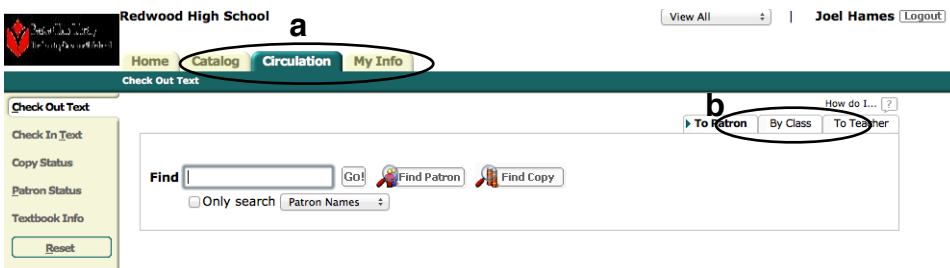 Redwood High School
a
View All | Joel Hames Logout
Home Catalog Circulation My Info
Check Out Text
b
How do I... ?
To Patron By Class To Teacher
Check Out Text
Check In Text
Copy Status
Patron Status
Textbook Info
Reset
Find Go! Find Patron Find Copy
Only search Patron Names